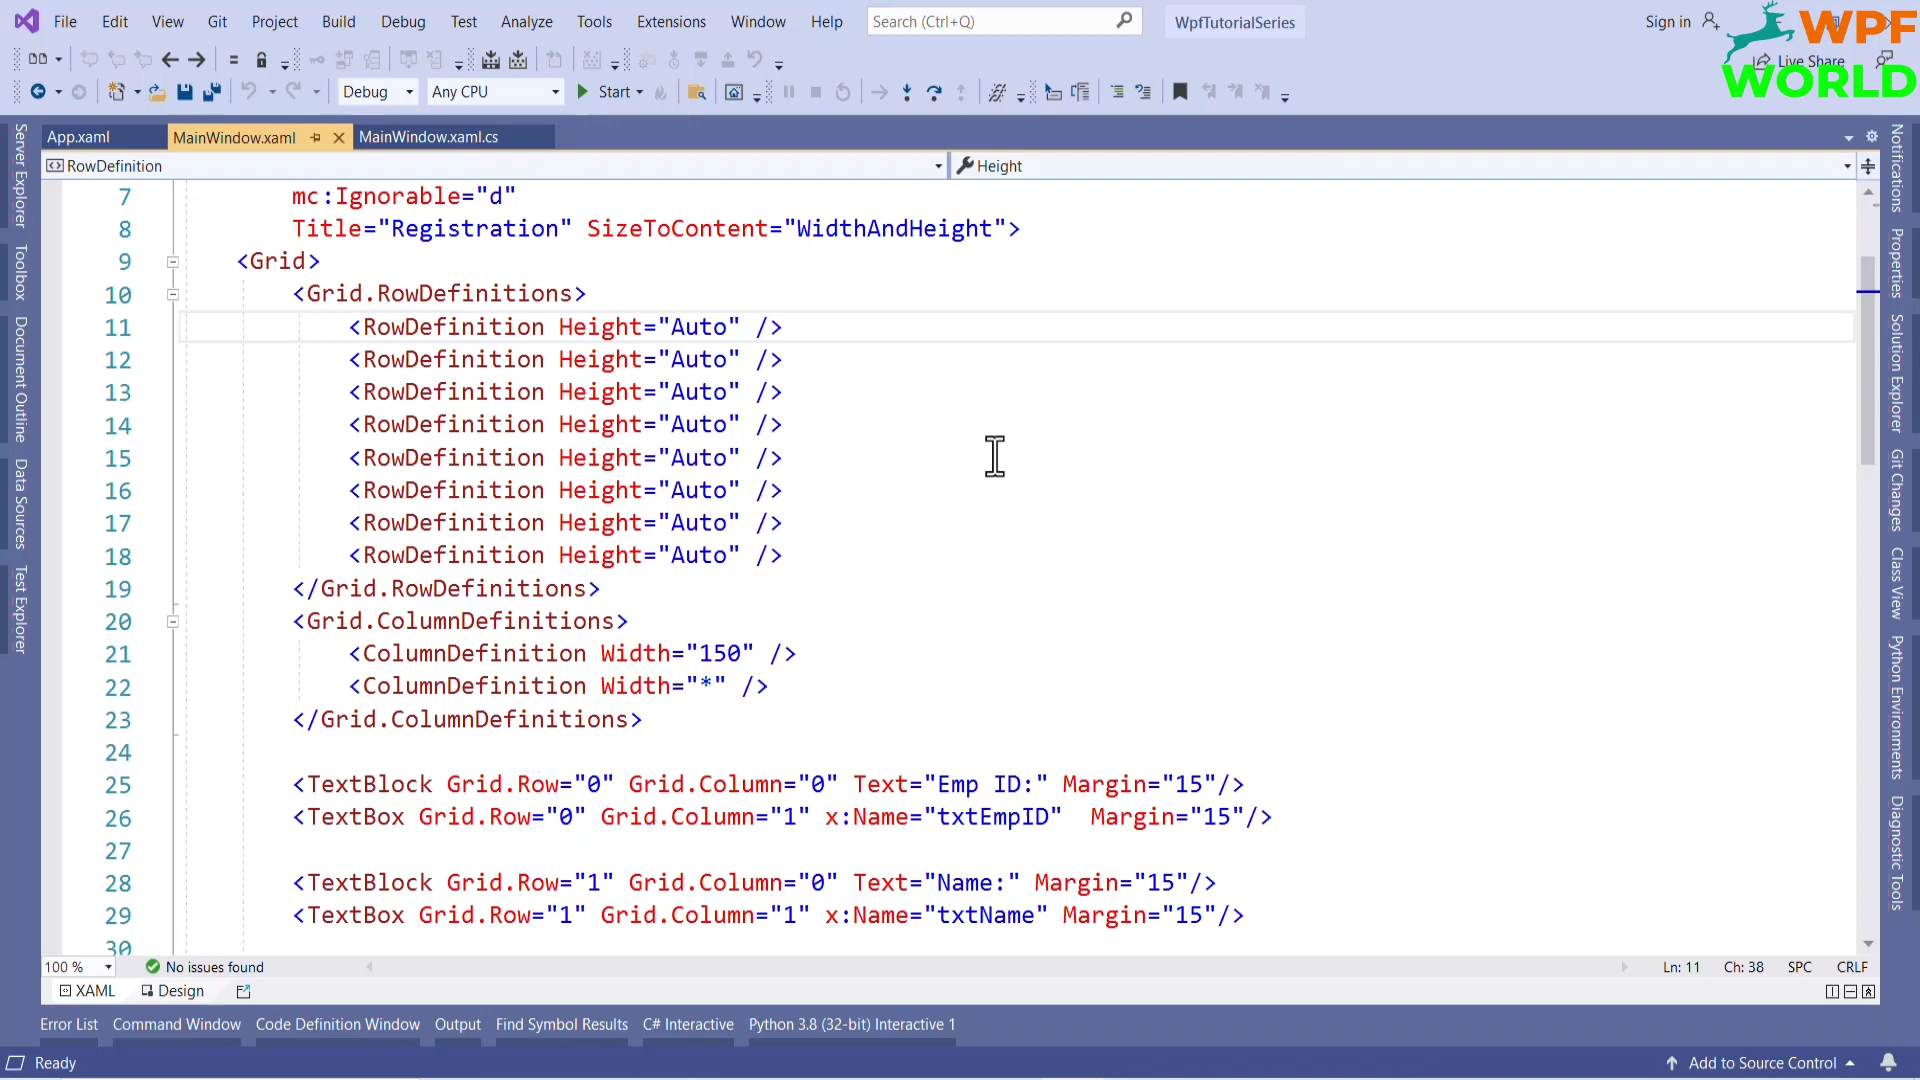 File Edit View Git Project Build Debug Test Analyze Tools Extensions Window Help Search (Ctrl+Q) WpfTutorialSeries Sign in
WPF
Live Share
WORLD
Debug Any CPU Start
App.xaml MainWindow.xaml MainWindow.xaml.cs
RowDefinition Height
Server Explorer
Toolbox
Document Outline
Data Sources
Test Explorer
7 mc:Ignorable="d"
8 Title="Registration" SizeToContent="WidthAndHeight">
9 <Grid>
10 <Grid.RowDefinitions>
11 <RowDefinition Height="Auto" />
12 <RowDefinition Height="Auto" />
13 <RowDefinition Height="Auto" />
14 <RowDefinition Height="Auto" />
15 <RowDefinition Height="Auto" />
16 <RowDefinition Height="Auto" />
17 <RowDefinition Height="Auto" />
18 <RowDefinition Height="Auto" />
19 </Grid.RowDefinitions>
20 <Grid.ColumnDefinitions>
21 <ColumnDefinition Width="150" />
22 <ColumnDefinition Width="*" />
23 </Grid.ColumnDefinitions>
24
25 <TextBlock Grid.Row="0" Grid.Column="0" Text="Emp ID:" Margin="15"/>
26 <TextBox Grid.Row="0" Grid.Column="1" x:Name="txtEmpID"  Margin="15"/>
27
28 <TextBlock Grid.Row="1" Grid.Column="0" Text="Name:" Margin="15"/>
29 <TextBox Grid.Row="1" Grid.Column="1" x:Name="txtName" Margin="15"/>
30
Notifications
Properties
Solution Explorer
Git Changes
Class View
Python Environments
Diagnostic Tools
100 % No issues found Ln: 11 Ch: 38 SPC CRLF
XAML Design
Error List Command Window Code Definition Window Output Find Symbol Results C# Interactive Python 3.8 (32-bit) Interactive 1
Ready Add to Source Control